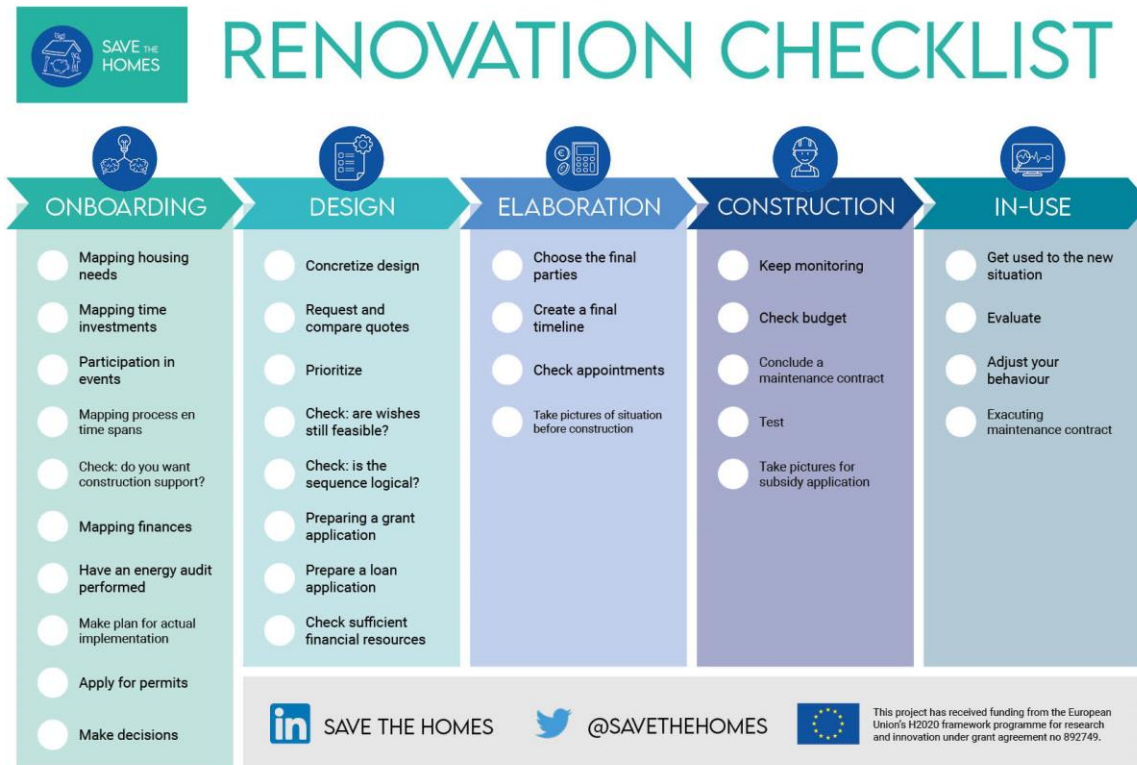 SAVE THE
HOMES
RENOVATION CHECKLIST
ONBOARDING
Mapping housing
needs
Mapping time
investments
Participation in
events
Mapping process en
time spans
Check: do you want
construction support?
Mapping finances
Have an energy audit
performed
Make plan for actual
implementation
Apply for permits
Make decisions
DESIGN
Concretize design
Request and
compare quotes
Prioritize
Check: are wishes
still feasible?
Check: is the
sequence logical?
Preparing a grant
application
Prepare a loan
application
Check sufficient
financial resources
ELABORATION
Choose the final
parties
Create a final
timeline
Check appointments
Take pictures of situation
before construction
CONSTRUCTION
Keep monitoring
Check budget
Conclude a
maintenance contract
Test
Take pictures for
subsidy application
IN-USE
Get used to the new
situation
Evaluate
Adjust your
behaviour
Exacuting
maintenance contract
in SAVE THE HOMES
@SAVETHEHOMES
This project has received funding from the European
Union's H2020 framework programme for research
and innovation under grant agreement no 892749.